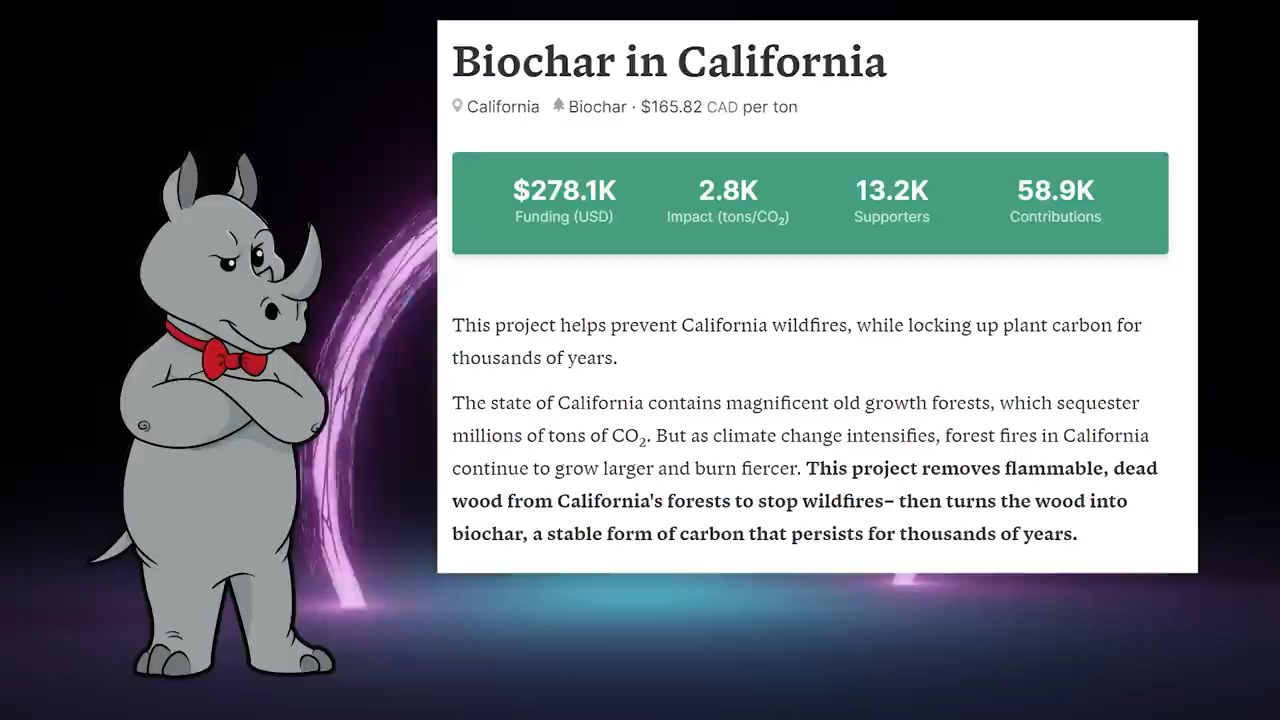 Biochar in California
California Biochar · $165.82 CAD per ton
$278.1K 2.8K 13.2K 58.9K
Funding (USD) Impact (tons/CO₂) Supporters Contributions
This project helps prevent California wildfires, while locking up plant carbon for
thousands of years.
The state of California contains magnificent old growth forests, which sequester
millions of tons of CO₂. But as climate change intensifies, forest fires in California
continue to grow larger and burn fiercer. This project removes flammable, dead
wood from California's forests to stop wildfires– then turns the wood into
biochar, a stable form of carbon that persists for thousands of years.